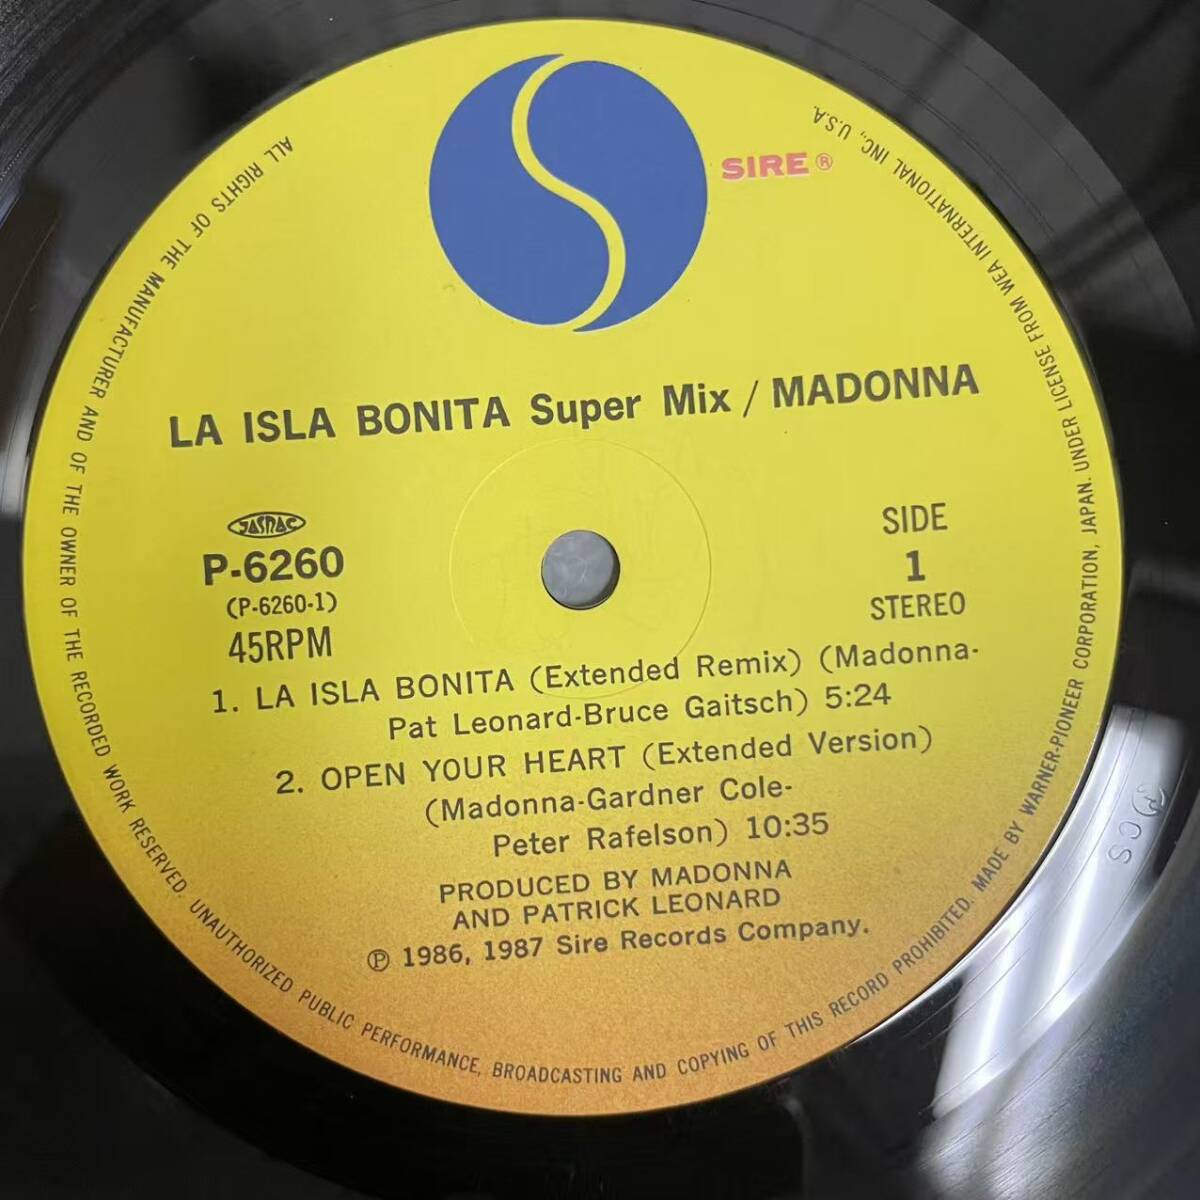 SIRE®
LA ISLA BONITA Super Mix / MADONNA
JASRAC
P-6260
(P-6260-1)
45RPM
SIDE
1
STEREO
1. LA ISLA BONITA (Extended Remix) (Madonna-
Pat Leonard-Bruce Gaitsch) 5:24
2. OPEN YOUR HEART (Extended Version)
(Madonna-Gardner Cole-
Peter Rafelson) 10:35
PRODUCED BY MADONNA
AND PATRICK LEONARD
℗ 1986, 1987 Sire Records Company.
ALL RIGHTS OF THE MANUFACTURER AND OF THE OWNER OF THE RECORDED WORK RESERVED. UNAUTHORIZED PUBLIC PERFORMANCE, BROADCASTING AND COPYING OF THIS RECORD PROHIBITED. MADE BY WARNER-PIONEER CORPORATION, JAPAN. UNDER LICENSE FROM WEA INTERNATIONAL INC., U.S.A.
CS